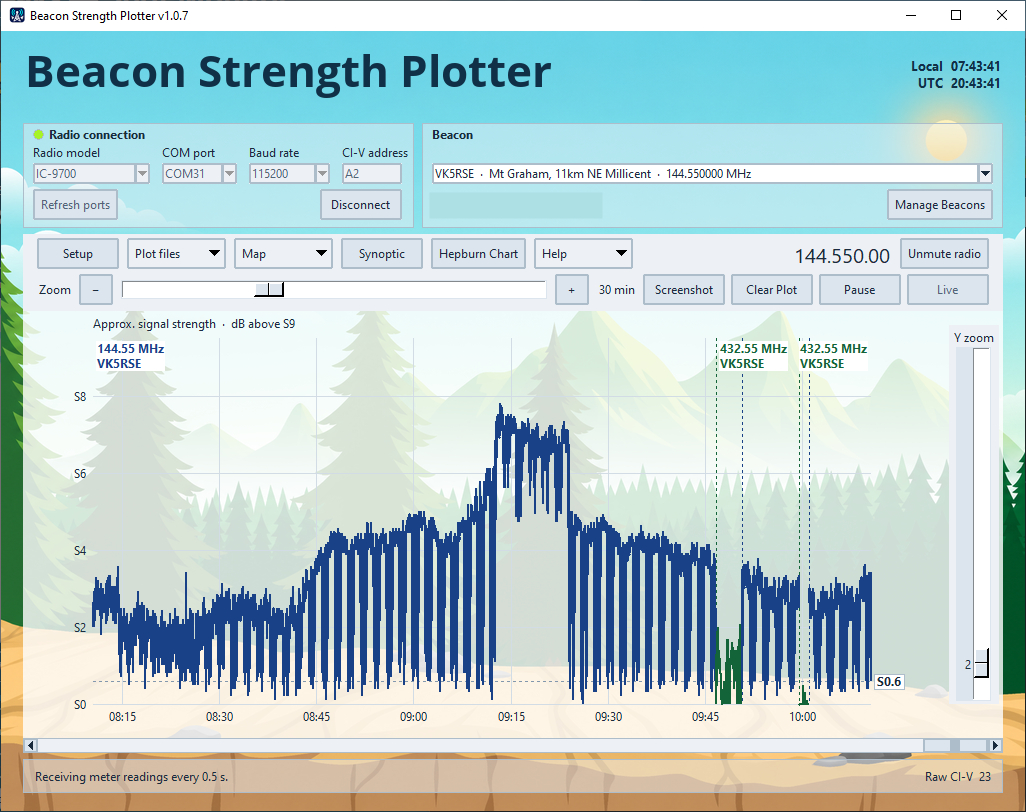 Beacon Strength Plotter v1.0.7
Beacon Strength Plotter
Local 07:43:41
UTC 20:43:41
Radio connection
Radio model
COM port
Baud rate
CI-V address
IC-9700
COM31
115200
A2
Refresh ports
Disconnect
Beacon
VK5RSE · Mt Graham, 11km NE Millicent · 144.550000 MHz
Manage Beacons
Setup
Plot files
Map
Synoptic
Hepburn Chart
Help
144.550.00
Unmute radio
Zoom
−
+
30 min
Screenshot
Clear Plot
Pause
Live
Approx. signal strength · dB above S9
144.55 MHz
VK5RSE
432.55 MHz
VK5RSE
432.55 MHz
VK5RSE
Y zoom
2
S8
S6
S4
S2
S0
S0.6
08:15
08:30
08:45
09:00
09:15
09:30
09:45
10:00
Receiving meter readings every 0.5 s.
Raw CI-V 23